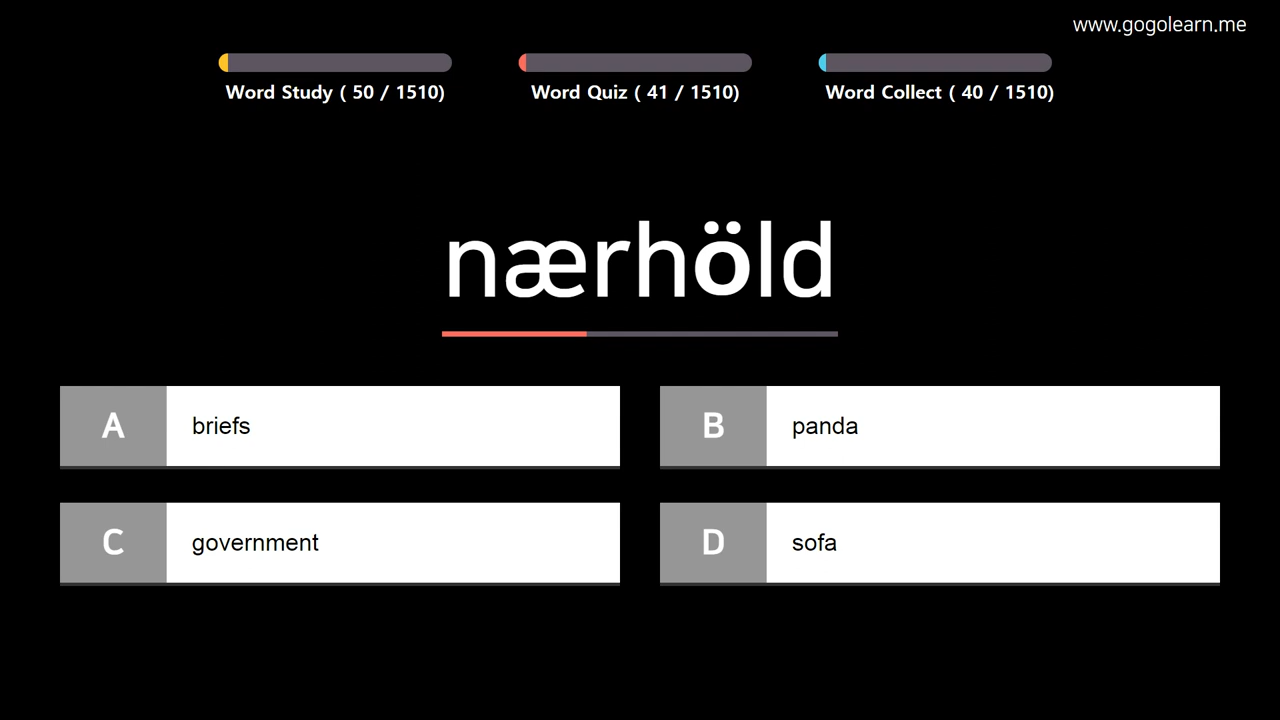 www.gogolearn.me
Word Study ( 50 / 1510)
Word Quiz ( 41 / 1510)
Word Collect ( 40 / 1510)
nærhöld
A briefs
B panda
C government
D sofa